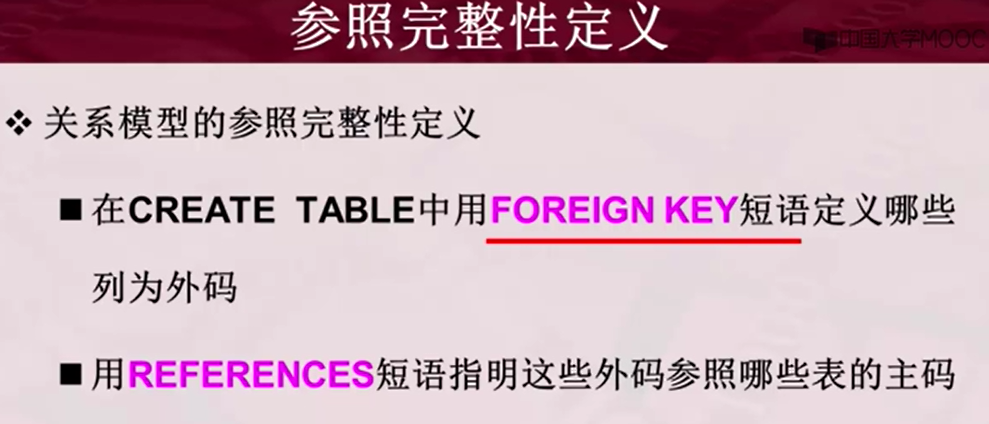 参照完整性定义
中国大学MOOC
❖ 关系模型的参照完整性定义
■ 在CREATE TABLE中用FOREIGN KEY短语定义哪些
列为外码
■ 用REFERENCES短语指明这些外码参照哪些表的主码